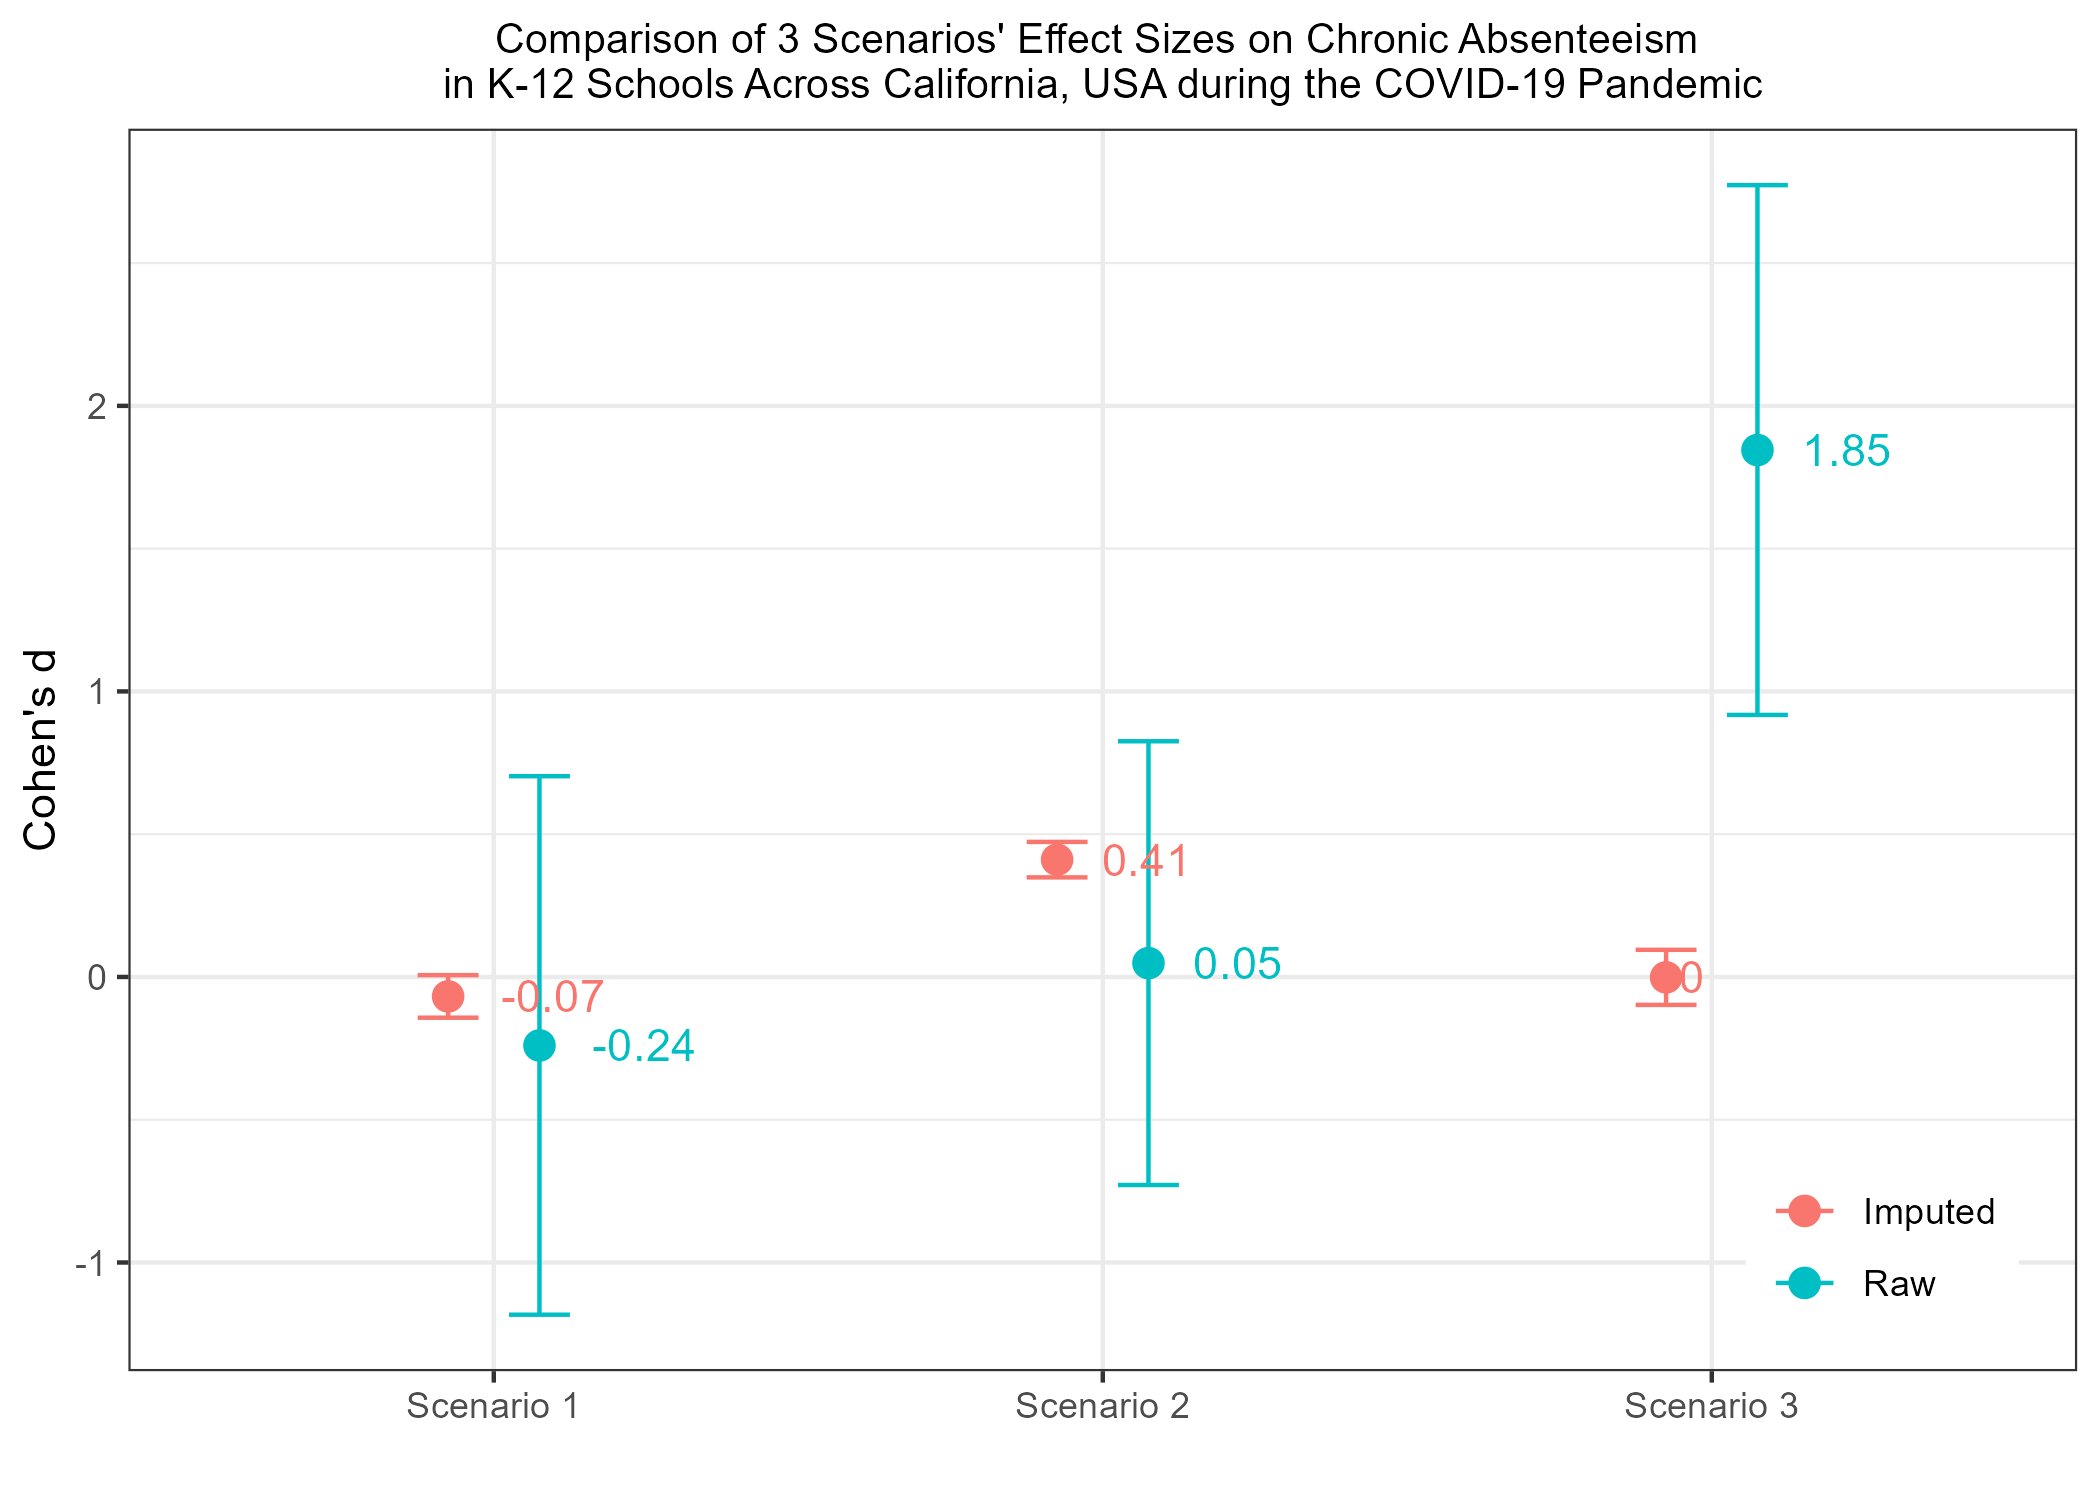 Comparison of 3 Scenarios' Effect Sizes on Chronic Absenteeism
in K-12 Schools Across California, USA during the COVID-19 Pandemic
Cohen's d
2
1
0
-1
1.85
0.41
0.05
0
-0.07
-0.24
Imputed
Raw
Scenario 1
Scenario 2
Scenario 3